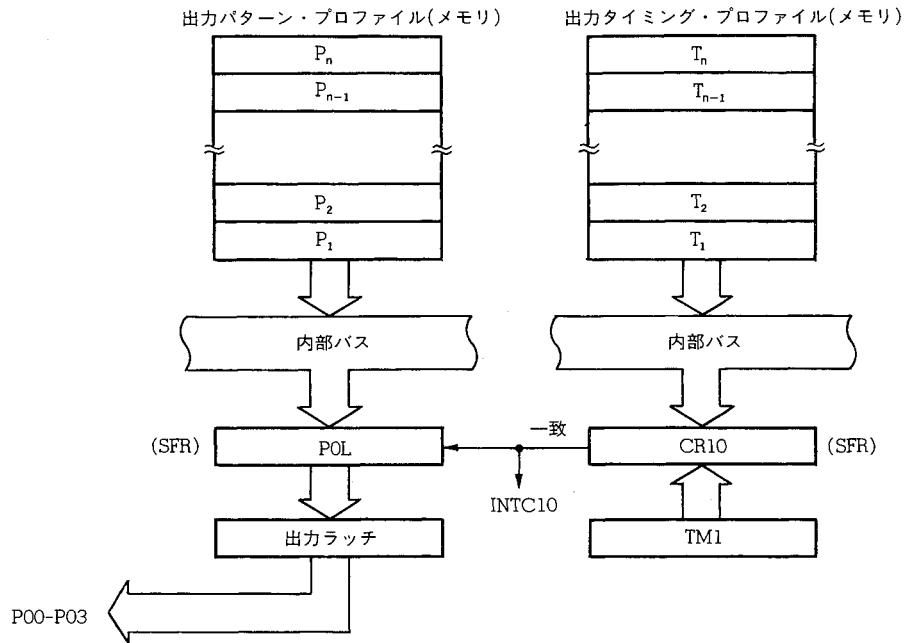 出力パターン・プロファイル(メモリ)
出力タイミング・プロファイル(メモリ)
Pn
Pn-1
P2
P1
Tn
Tn-1
T2
T1
内部バス
内部バス
(SFR)
P0L
一致
CR10
(SFR)
INTC10
出力ラッチ
TM1
P00-P03